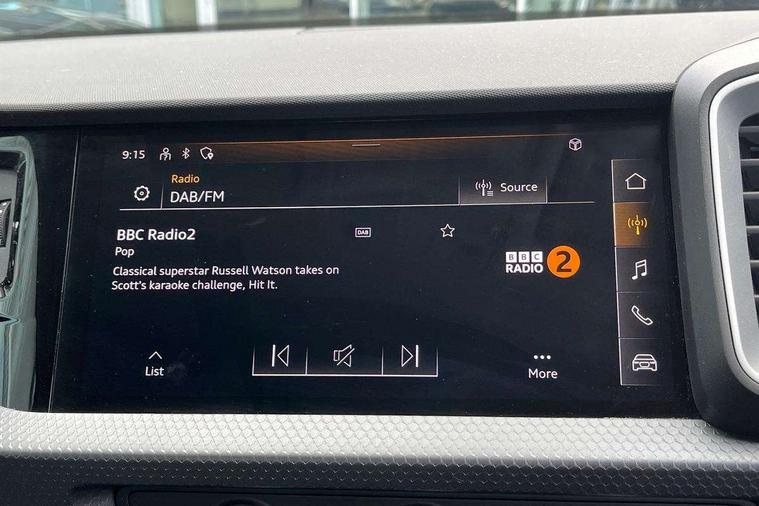 9:15
Radio
DAB/FM
Source
BBC Radio2
DAB
Pop
BBC
RADIO 2
Classical superstar Russell Watson takes on
Scott's karaoke challenge, Hit It.
List
More